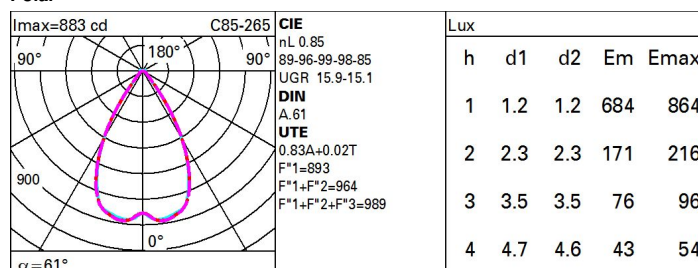 Imax=883 cd C85-265
90° 180° 90°
900
0°
α=61°
CIE
nL 0.85
89-96-99-98-85
UGR 15.9-15.1
DIN
A.61
UTE
0.83A+0.02T
F"1=893
F"1+F"2=964
F"1+F"2+F"3=989
Lux
h d1 d2 Em Emax
1 1.2 1.2 684 864
2 2.3 2.3 171 216
3 3.5 3.5 76 96
4 4.7 4.6 43 54